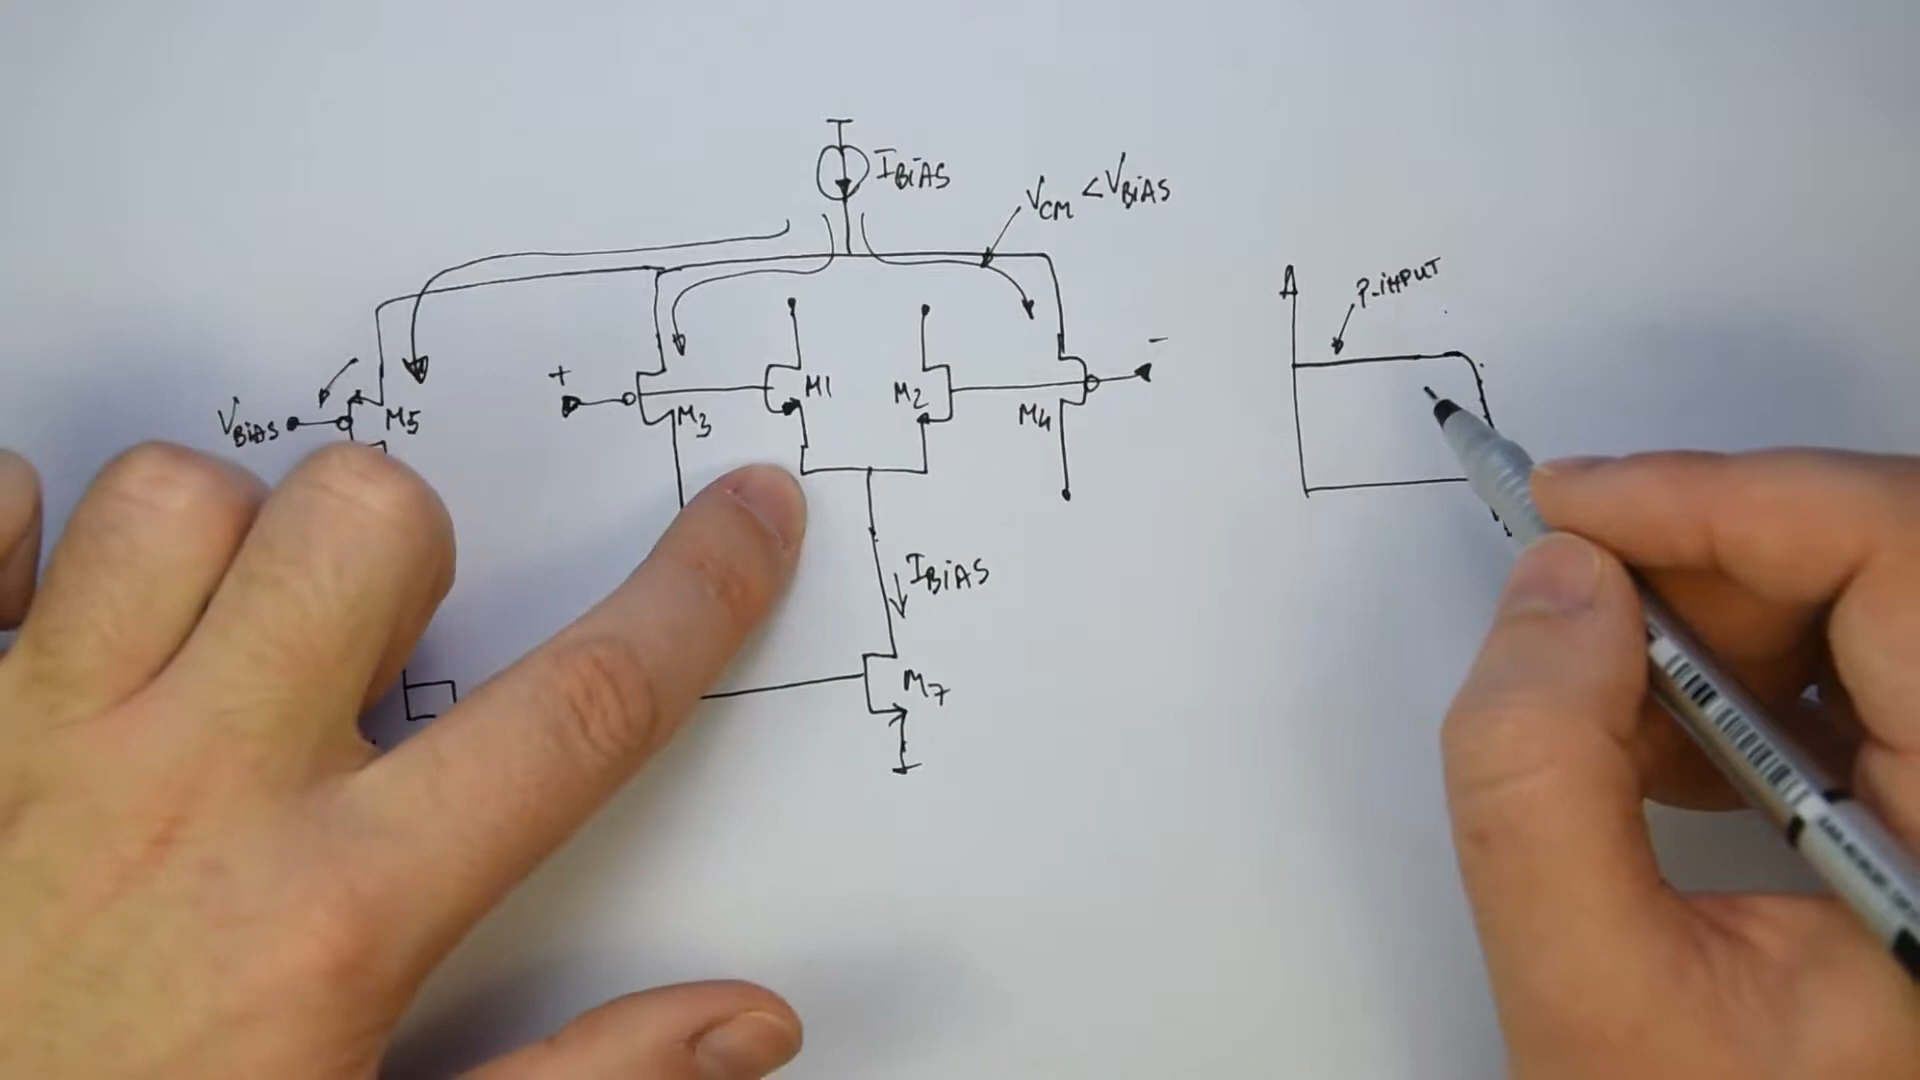 IBIAS
VCM < VBIAS
A
P-INPUT
+
-
M1
M2
M3
M4
VBIAS
M5
IBIAS
M7